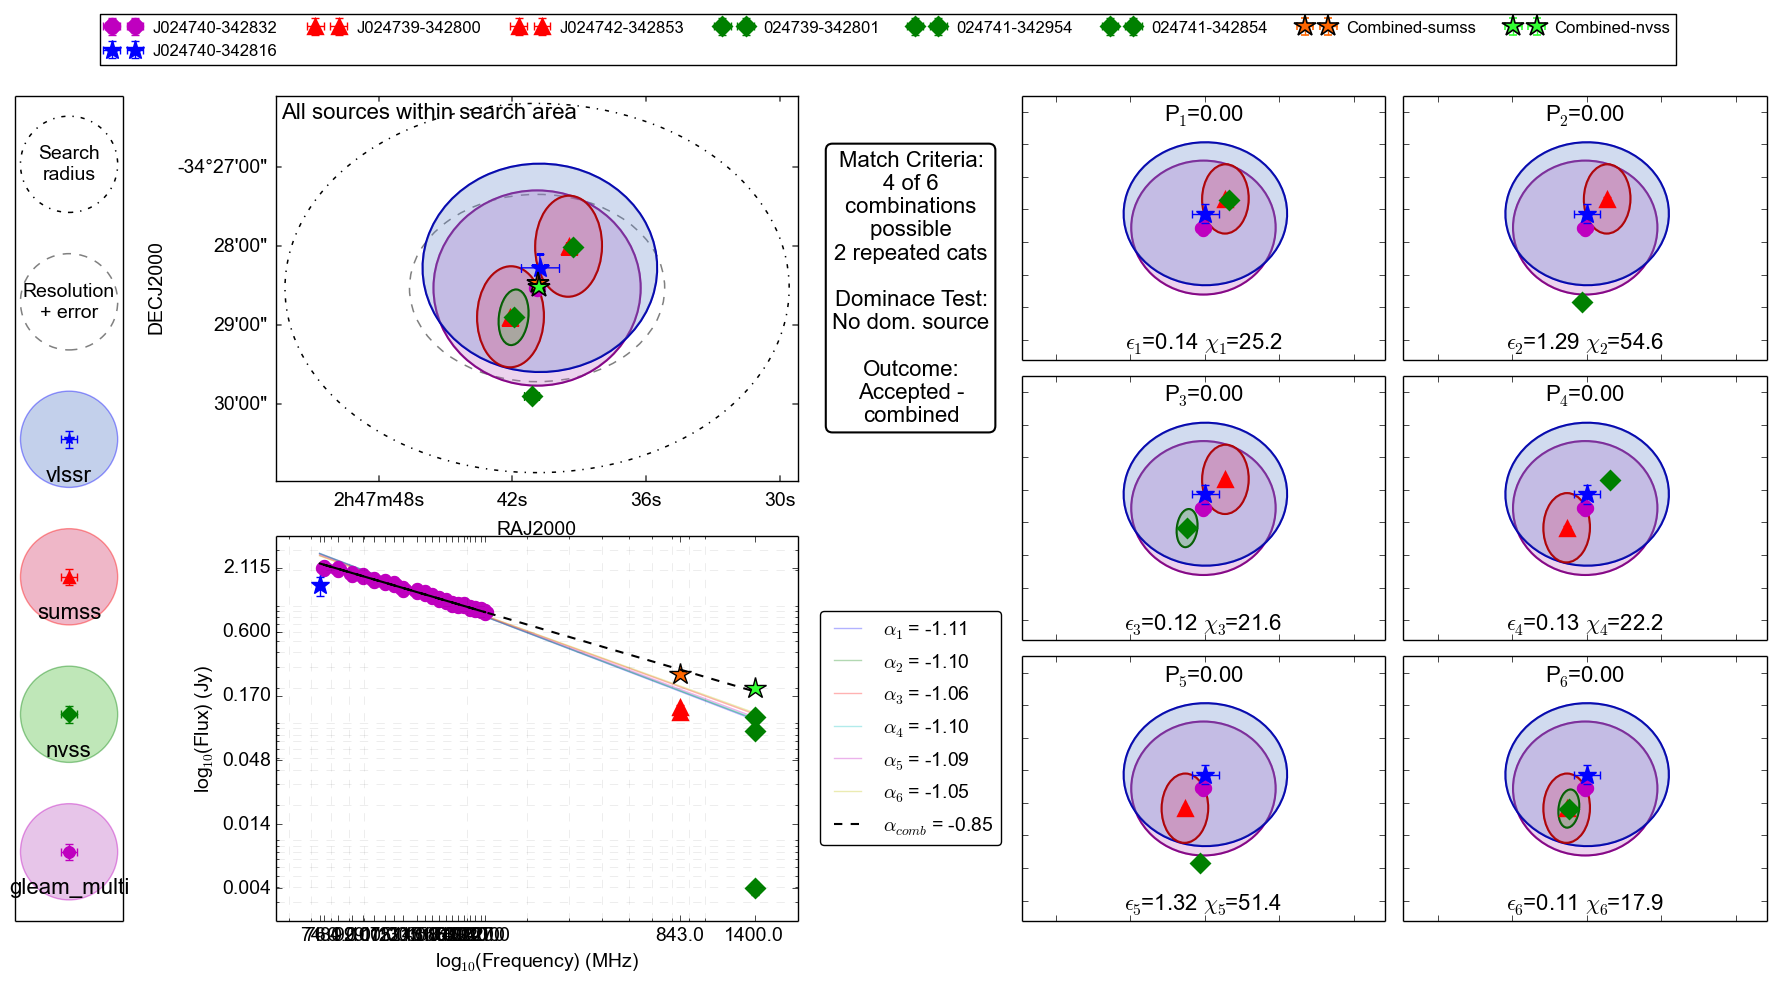 J024740-342832 J024739-342800 J024742-342853 024739-342801 024741-342954 024741-342854 Combined-sumss Combined-nvss
J024740-342816
Search
radius
Resolution
+ error
vlssr
sumss
nvss
gleam_multi
All sources within search area
-34°27'00"
28'00"
29'00"
30'00"
DECJ2000
2h47m48s 42s 36s 30s
RAJ2000
Match Criteria:
4 of 6
combinations
possible
2 repeated cats
Dominace Test:
No dom. source
Outcome:
Accepted -
combined
2.115
0.600
0.170
0.048
0.014
0.004
log10(Flux) (Jy)
843.0 1400.0
log10(Frequency) (MHz)
α1 = -1.11
α2 = -1.10
α3 = -1.06
α4 = -1.10
α5 = -1.09
α6 = -1.05
αcomb = -0.85
P1=0.00
ϵ1=0.14 χ1=25.2
P2=0.00
ϵ2=1.29 χ2=54.6
P3=0.00
ϵ3=0.12 χ3=21.6
P4=0.00
ϵ4=0.13 χ4=22.2
P5=0.00
ϵ5=1.32 χ5=51.4
P6=0.00
ϵ6=0.11 χ6=17.9